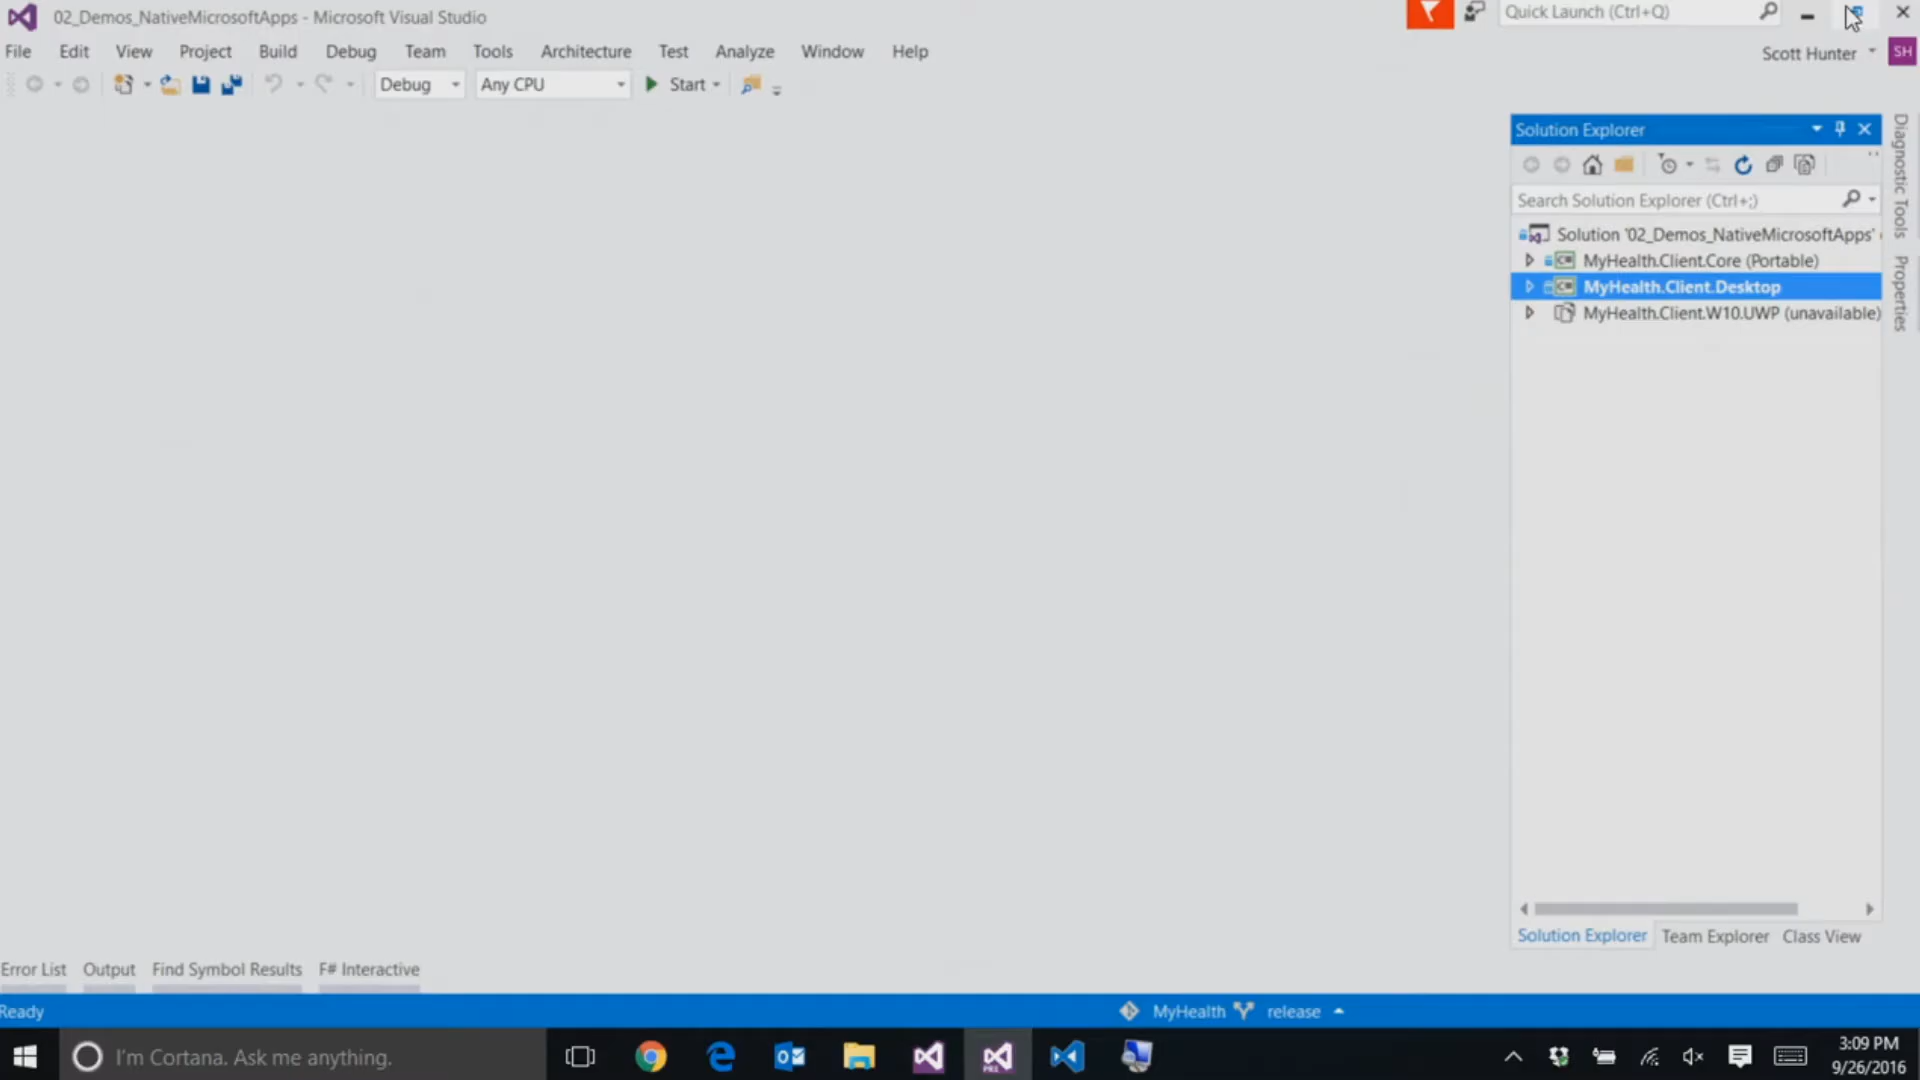 02_Demos_NativeMicrosoftApps - Microsoft Visual Studio
Quick Launch (Ctrl+Q)
File Edit View Project Build Debug Team Tools Architecture Test Analyze Window Help
Scott Hunter SH
Debug Any CPU Start
Solution Explorer
Search Solution Explorer (Ctrl+;)
Solution '02_Demos_NativeMicrosoftApps'
MyHealth.Client.Core (Portable)
MyHealth.Client.Desktop
MyHealth.Client.W10.UWP (unavailable)
Diagnostic Tools
Properties
Solution Explorer Team Explorer Class View
Error List Output Find Symbol Results F# Interactive
Ready
MyHealth release
I'm Cortana. Ask me anything.
PRE
3:09 PM
9/26/2016